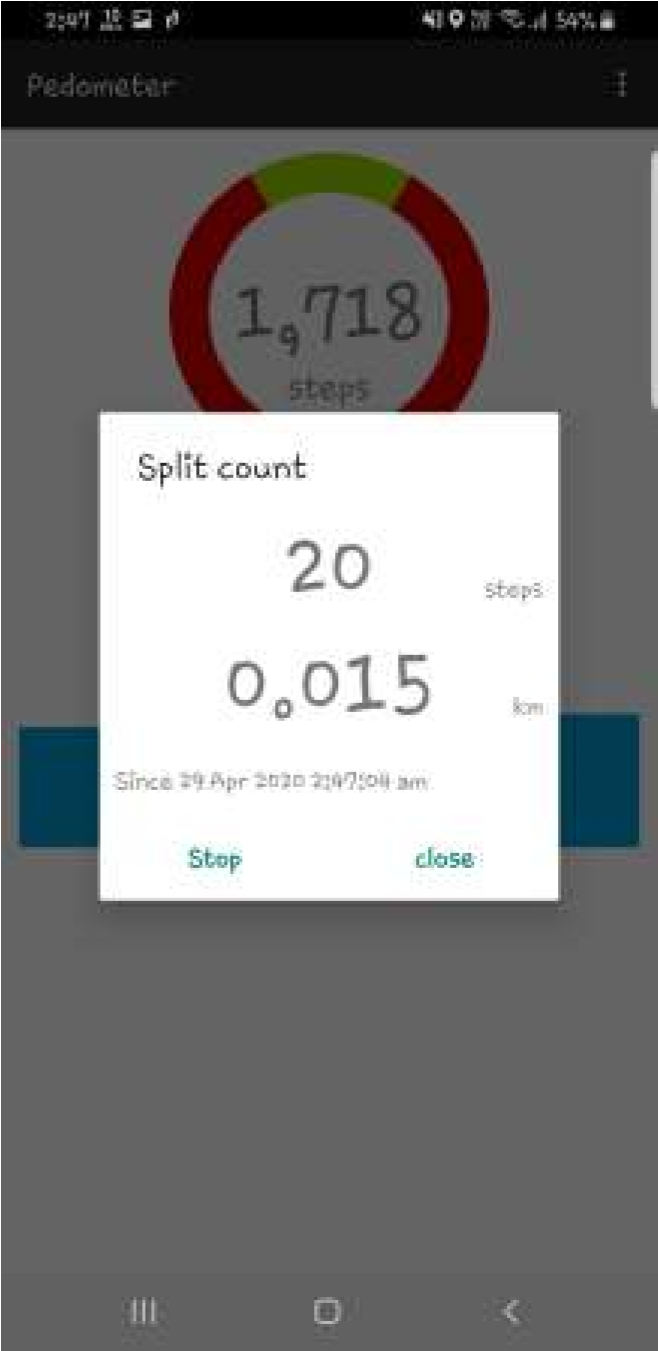 2:47 54%
Pedometer
1,718
steps
Split count
20
steps
0.015
km
Since 29 Apr 2020 2:47:04 am
Stop close